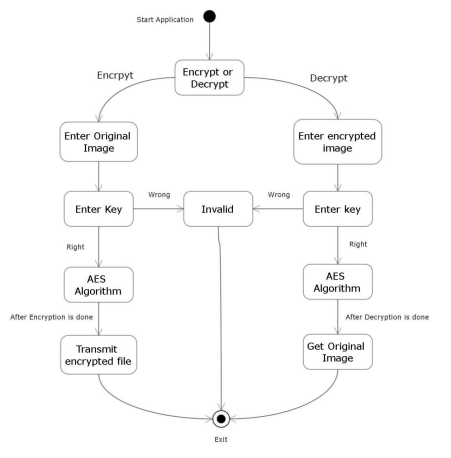 Start Application
Encrypt or
Decrypt
Encrpyt
Decrypt
Enter Original
Image
Enter encrypted
image
Enter Key
Wrong
Invalid
Wrong
Enter key
Right
Right
AES
Algorithm
AES
Algorithm
After Encryption is done
After Decryption is done
Transmit
encrypted file
Get Original
Image
Exit